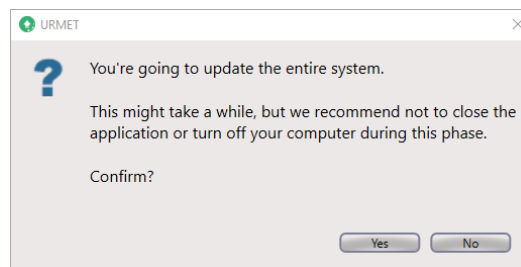 URMET
You're going to update the entire system.
This might take a while, but we recommend not to close the
application or turn off your computer during this phase.
Confirm?
Yes No